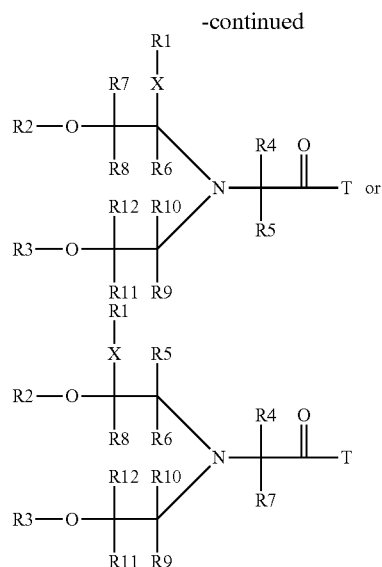 -continued
R1
R7 X
R2 O R4 O
R8 R6
N T or
R12 R10 R5
R3 O
R11 R9
R1
X R5
R2 O R4 O
R8 R6
N T
R12 R10 R7
R3 O
R11 R9